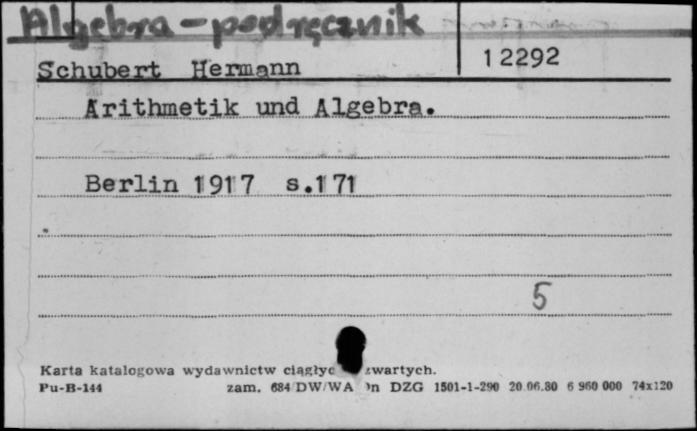 Algebra - podręcznik
Schubert Hermann 12292
Arithmetik und Algebra.
Berlin 1917 s.171
5
Karta katalogowa wydawnictw zwartych.
Pu-B-144 zam. 684/DW/WA DZG 1501-1-290 20.06.80 6 960 000 74x120